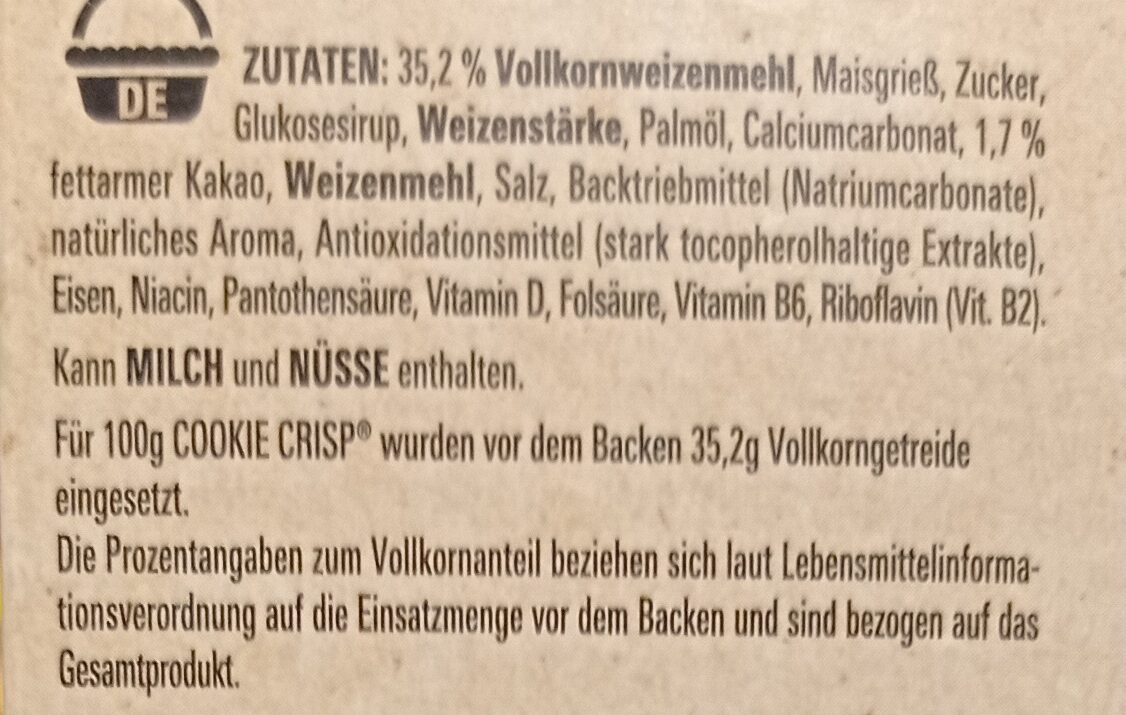 DE
ZUTATEN: 35,2 % Vollkornweizenmehl, Maisgrieß, Zucker,
Glukosesirup, Weizenstärke, Palmöl, Calciumcarbonat, 1,7 %
fettarmer Kakao, Weizenmehl, Salz, Backtriebmittel (Natriumcarbonate),
natürliches Aroma, Antioxidationsmittel (stark tocopherolhaltige Extrakte),
Eisen, Niacin, Pantothensäure, Vitamin D, Folsäure, Vitamin B6, Riboflavin (Vit. B2).
Kann MILCH und NÜSSE enthalten.
Für 100g COOKIE CRISP® wurden vor dem Backen 35,2g Vollkorngetreide
eingesetzt.
Die Prozentangaben zum Vollkornanteil beziehen sich laut Lebensmittelinforma-
tionsverordnung auf die Einsatzmenge vor dem Backen und sind bezogen auf das
Gesamtprodukt.